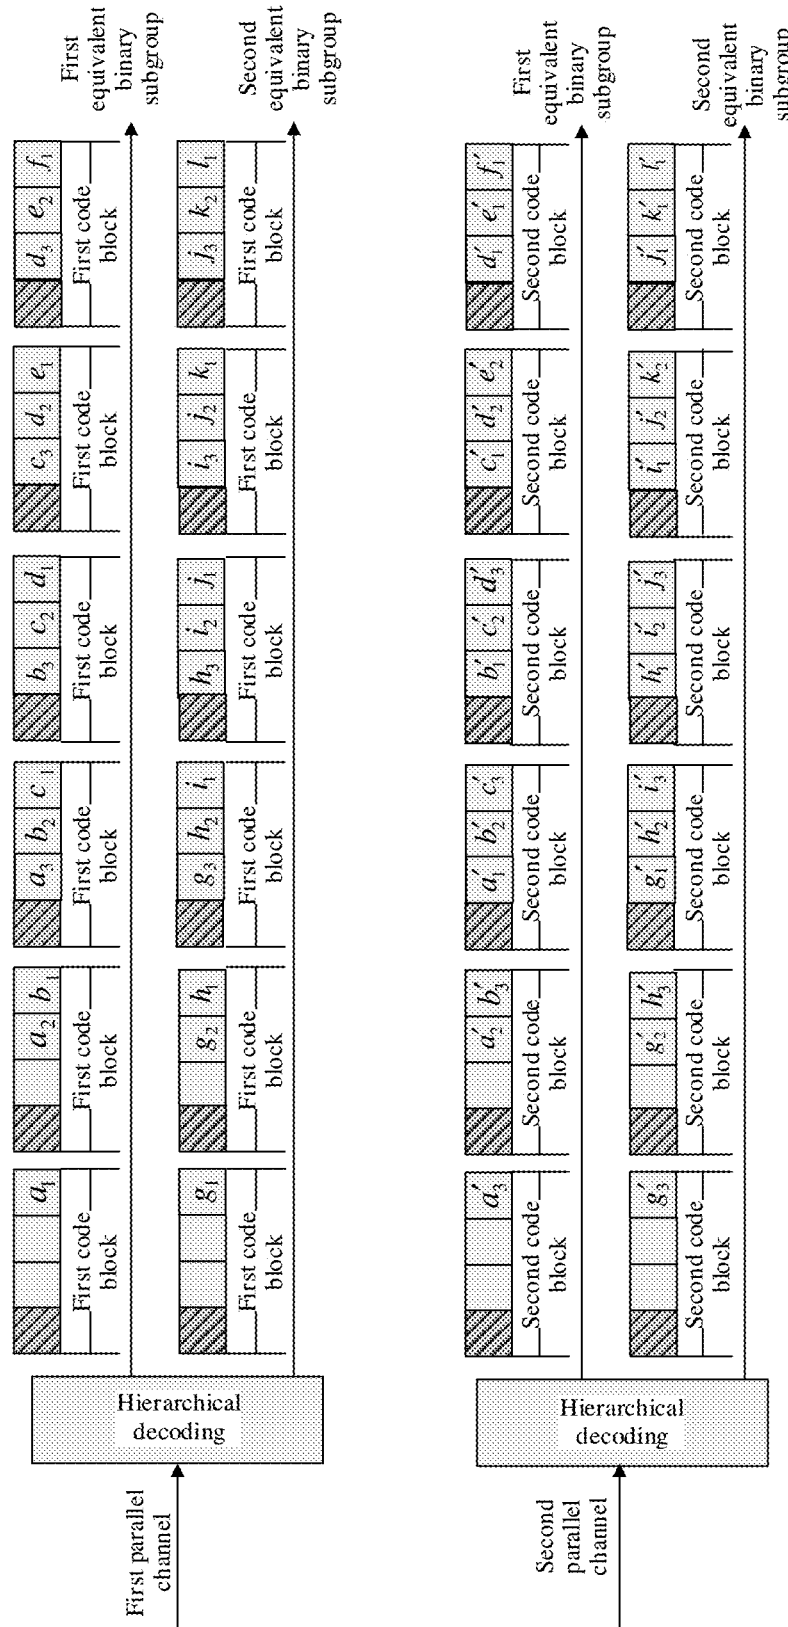 a₁ a₂ b₁ a₃ b₂ c₁ b₃ c₂ d₁ c₃ d₂ e₁ d₃ e₂ f₁
First code block
First code block
First code block
First code block
First code block
First code block
First
equivalent
binary
subgroup
First parallel
channel
Hierarchical
decoding
g₁ g₂ h₁ g₃ h₂ i₁ h₃ i₂ j₁ i₃ j₂ k₁ j₃ k₂ l₁
First code block
First code block
First code block
First code block
First code block
First code block
Second
equivalent
binary
subgroup
a′₃ a′₂ b′₃ a′₁ b′₂ c′₃ b′₁ c′₂ d′₃ c′₁ d′₂ e′₂ d′₁ e′₁ f′₁
Second code block
Second code block
Second code block
Second code block
Second code block
Second code block
First
equivalent
binary
subgroup
Second
parallel
channel
Hierarchical
decoding
g′₃ g′₂ h′₃ g′₁ h′₂ i′₃ h′₁ i′₂ j′₃ i′₁ j′₂ k′₂ j′₁ k′₁ l′₁
Second code block
Second code block
Second code block
Second code block
Second code block
Second code block
Second
equivalent
binary
subgroup